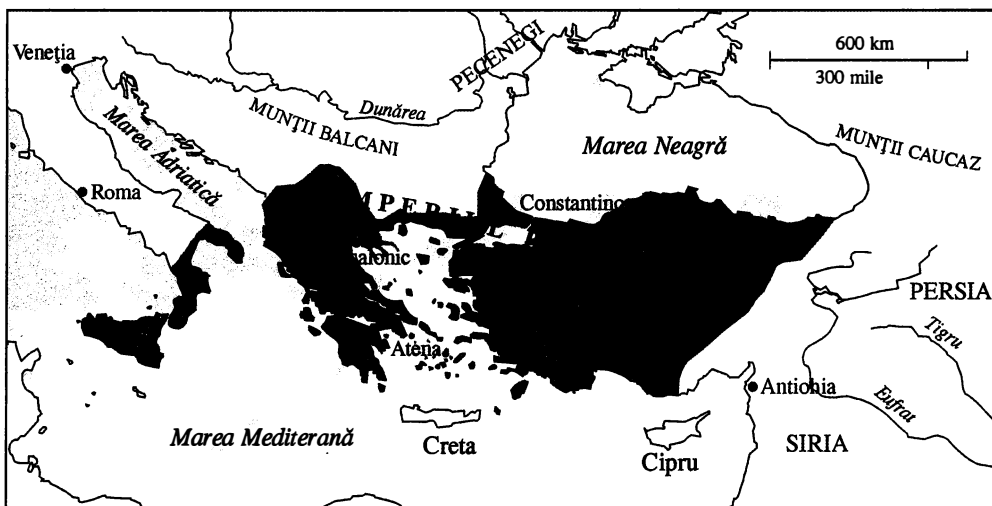 Veneția
PECENEGI
600 km
300 mile
Dunărea
MUNȚII BALCANI
Marea Adriatică
Marea Neagră
MUNȚII CAUCAZ
Roma
Constantino
PERSIA
Tigru
Atena
Antiohia
Eufrat
Marea Mediterană
Creta
Cipru
SIRIA